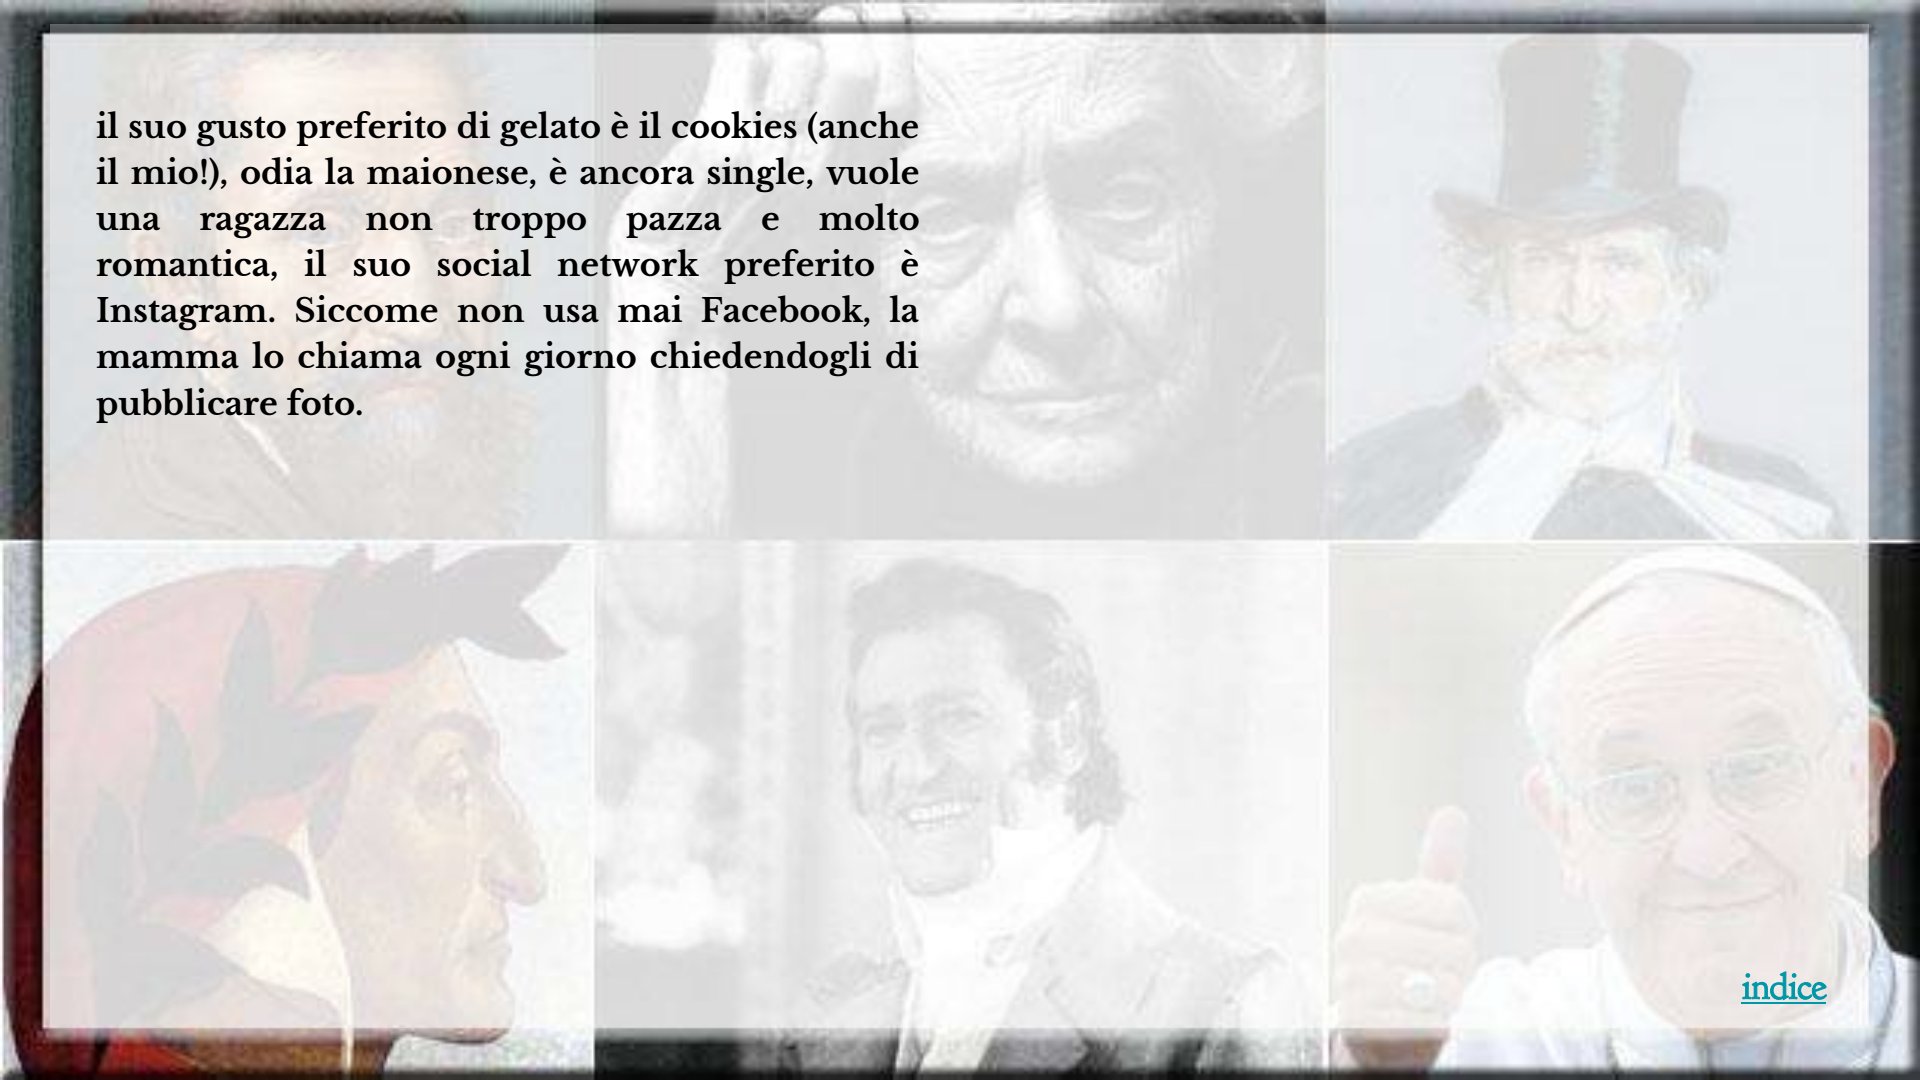 il suo gusto preferito di gelato è il cookies (anche
il mio!), odia la maionese, è ancora single, vuole
una ragazza non troppo pazza e molto
romantica, il suo social network preferito è
Instagram. Siccome non usa mai Facebook, la
mamma lo chiama ogni giorno chiedendogli di
pubblicare foto.
indice